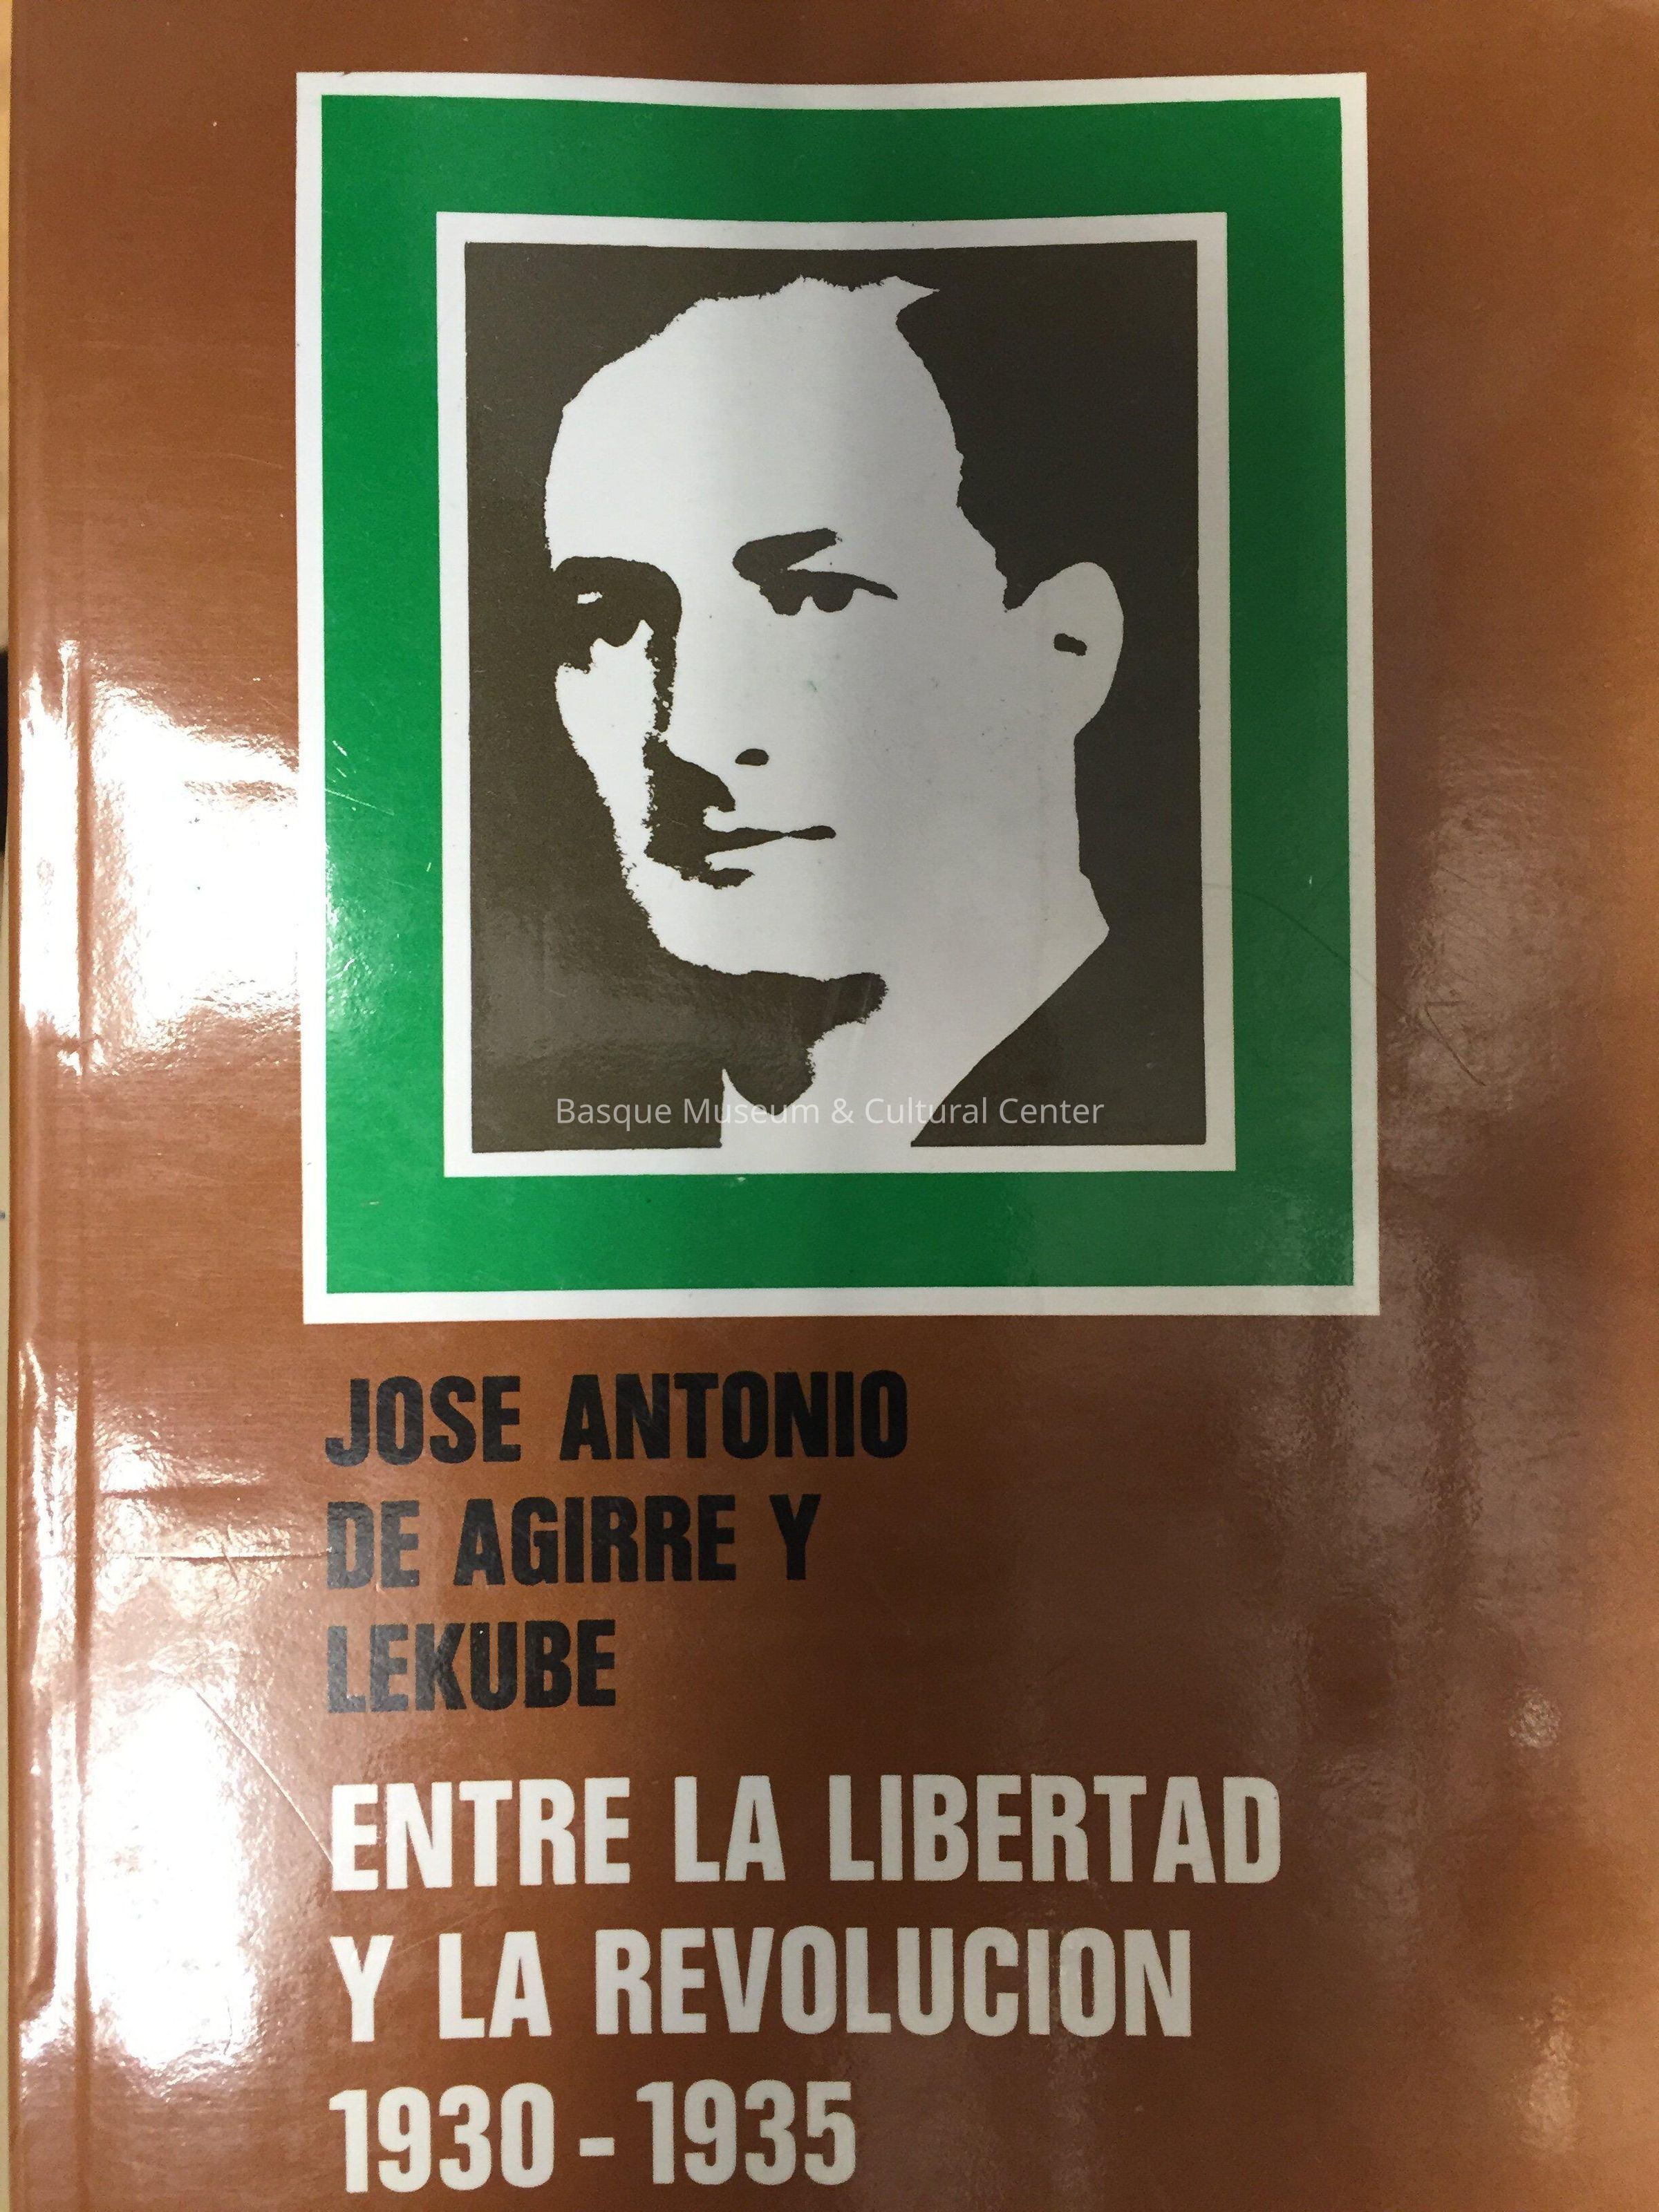 Basque Museum & Cultural Center
JOSE ANTONIO
DE AGIRRE Y
LEKUBE
ENTRE LA LIBERTAD
Y LA REVOLUCION
1930 - 1935